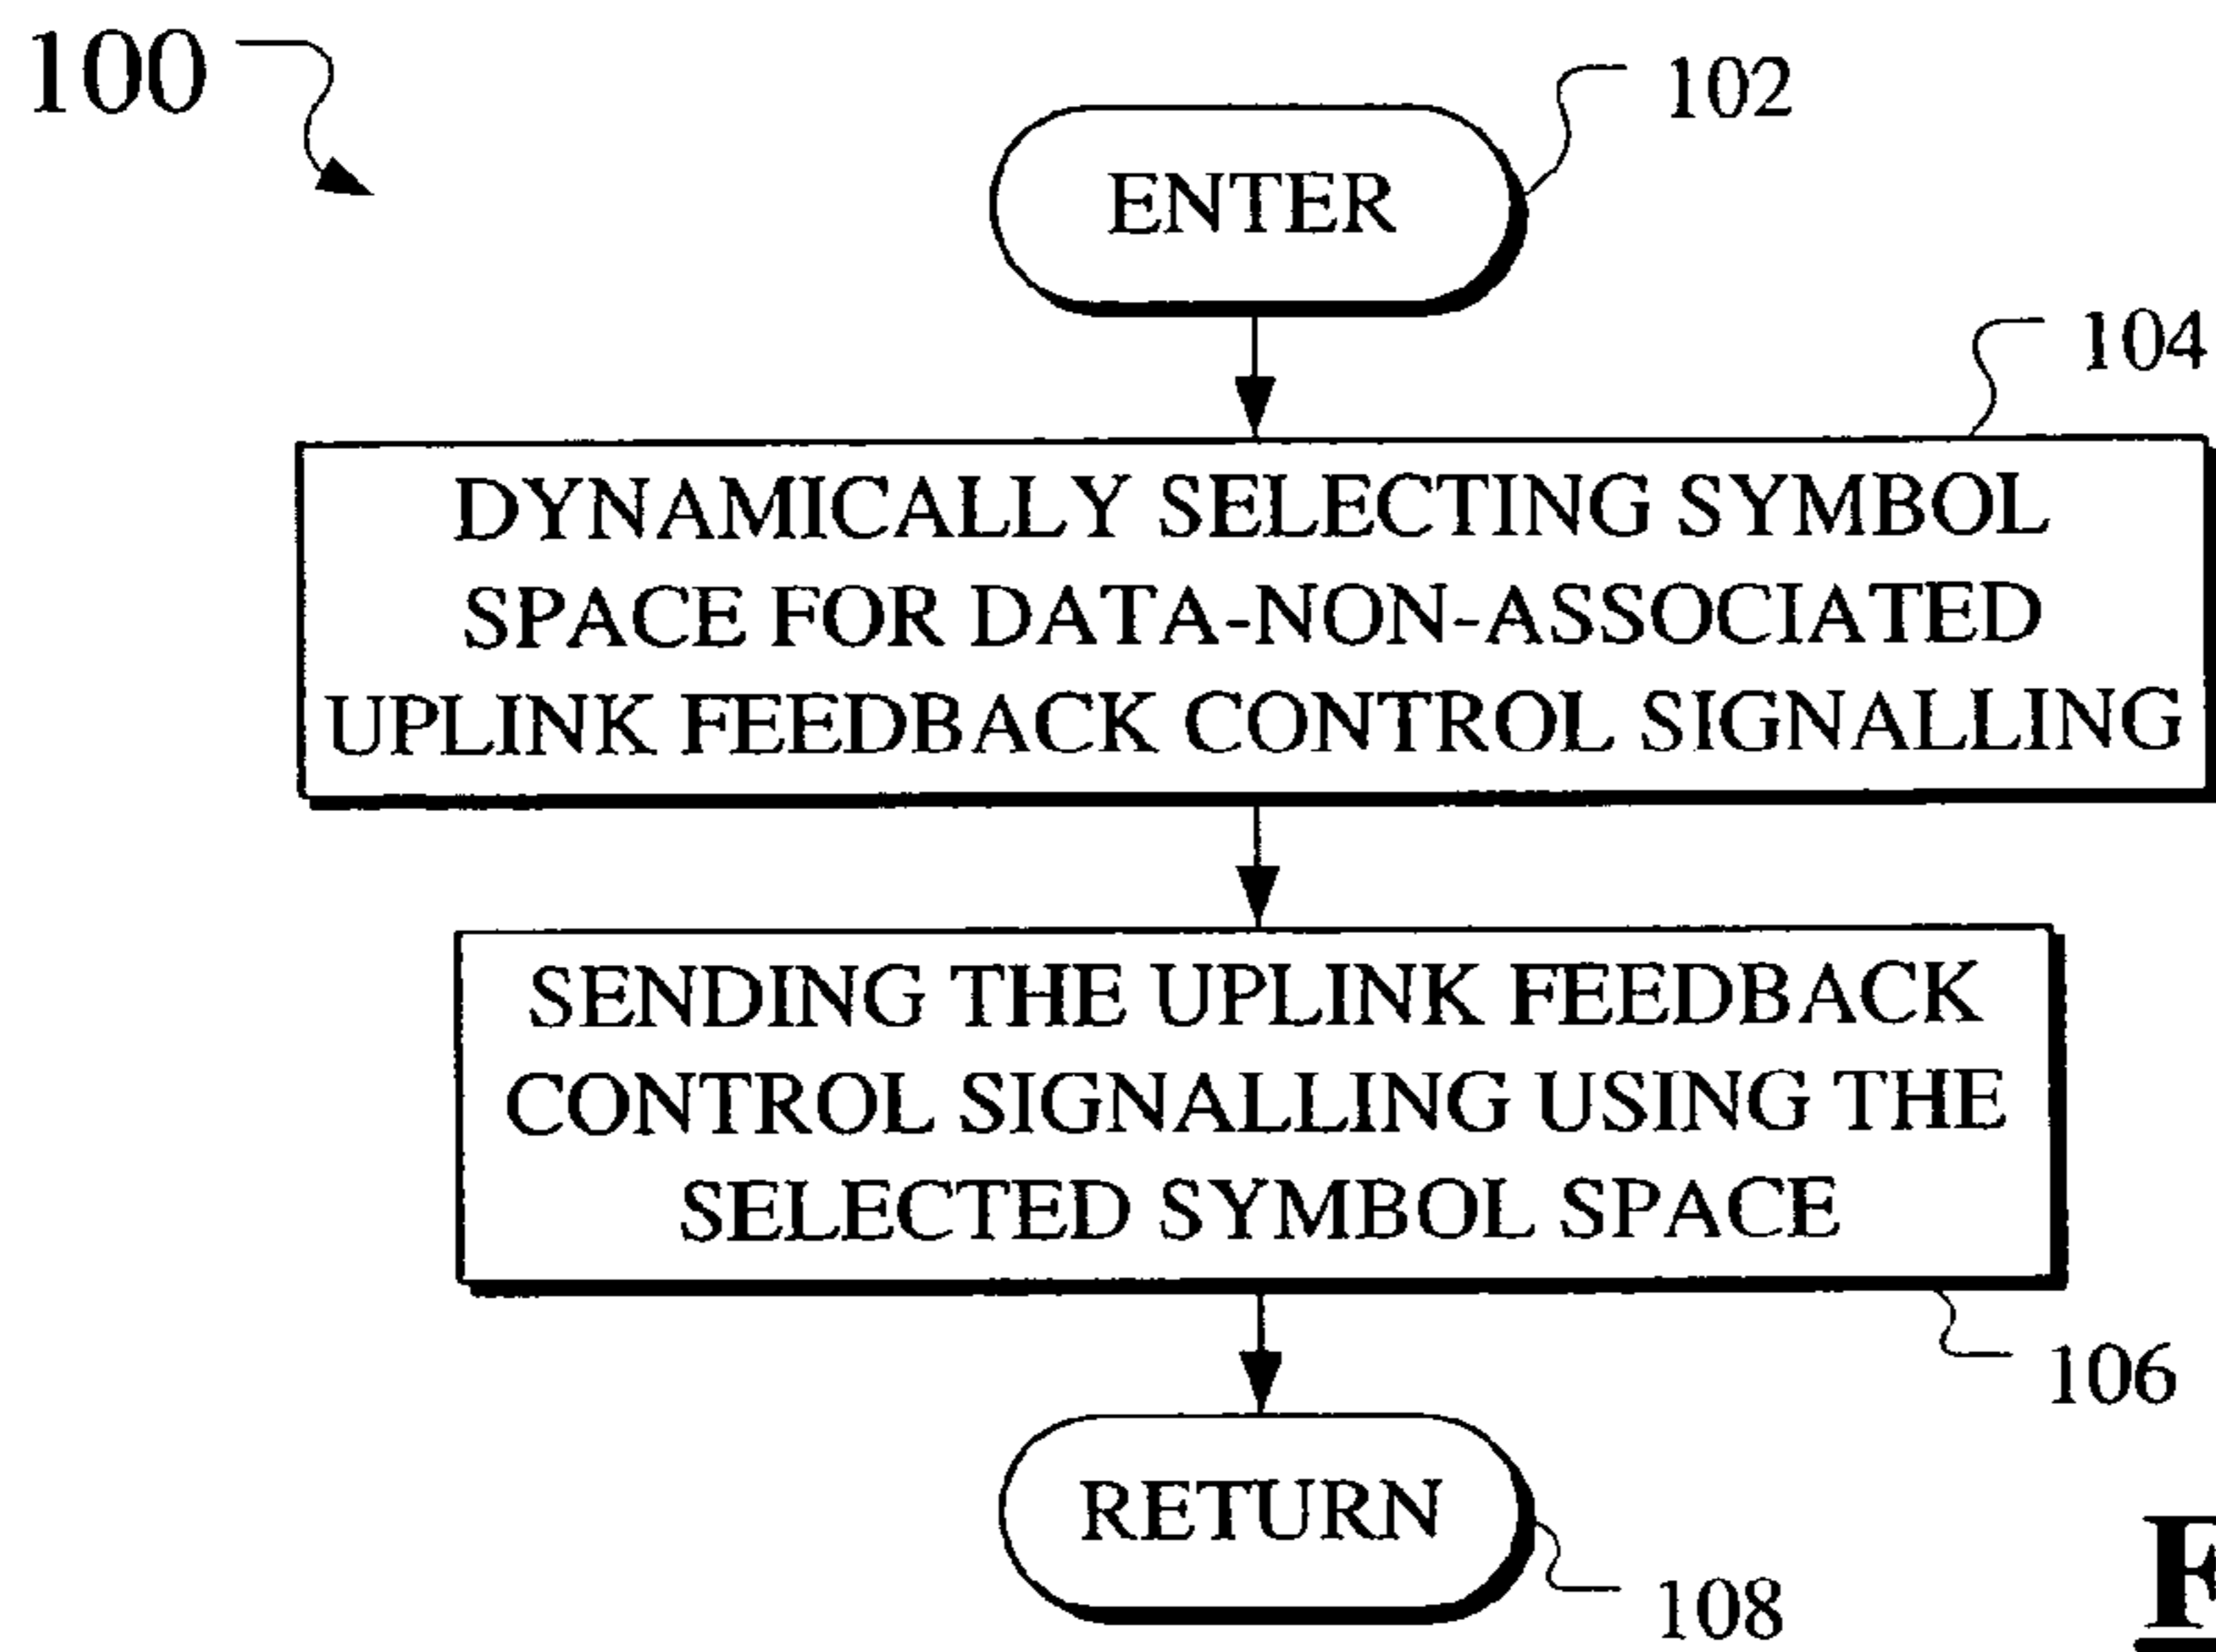 100
102
ENTER
104
DYNAMICALLY SELECTING SYMBOL
SPACE FOR DATA-NON-ASSOCIATED
UPLINK FEEDBACK CONTROL SIGNALLING
SENDING THE UPLINK FEEDBACK
CONTROL SIGNALLING USING THE
SELECTED SYMBOL SPACE
106
RETURN
108